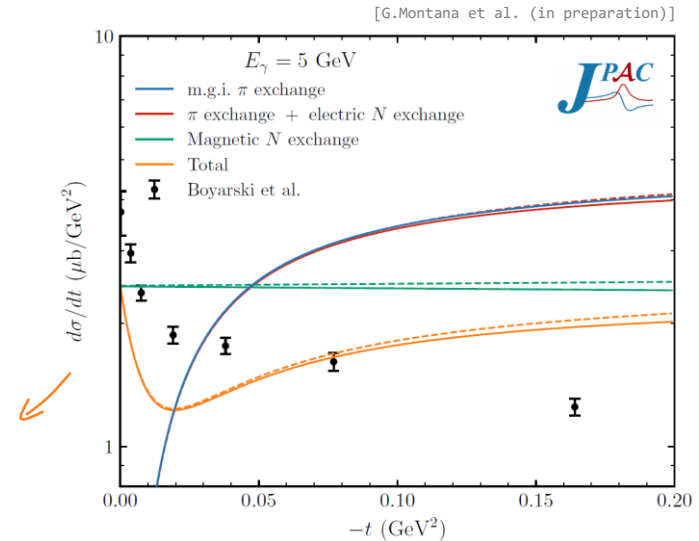 [G.Montana et al. (in preparation)]
10
E_γ = 5 GeV
m.g.i. π exchange
π exchange + electric N exchange
Magnetic N exchange
Total
Boyarski et al.
JPAC
dσ/dt (μb/GeV²)
1
0.00 0.05 0.10 0.15 0.20
−t (GeV²)